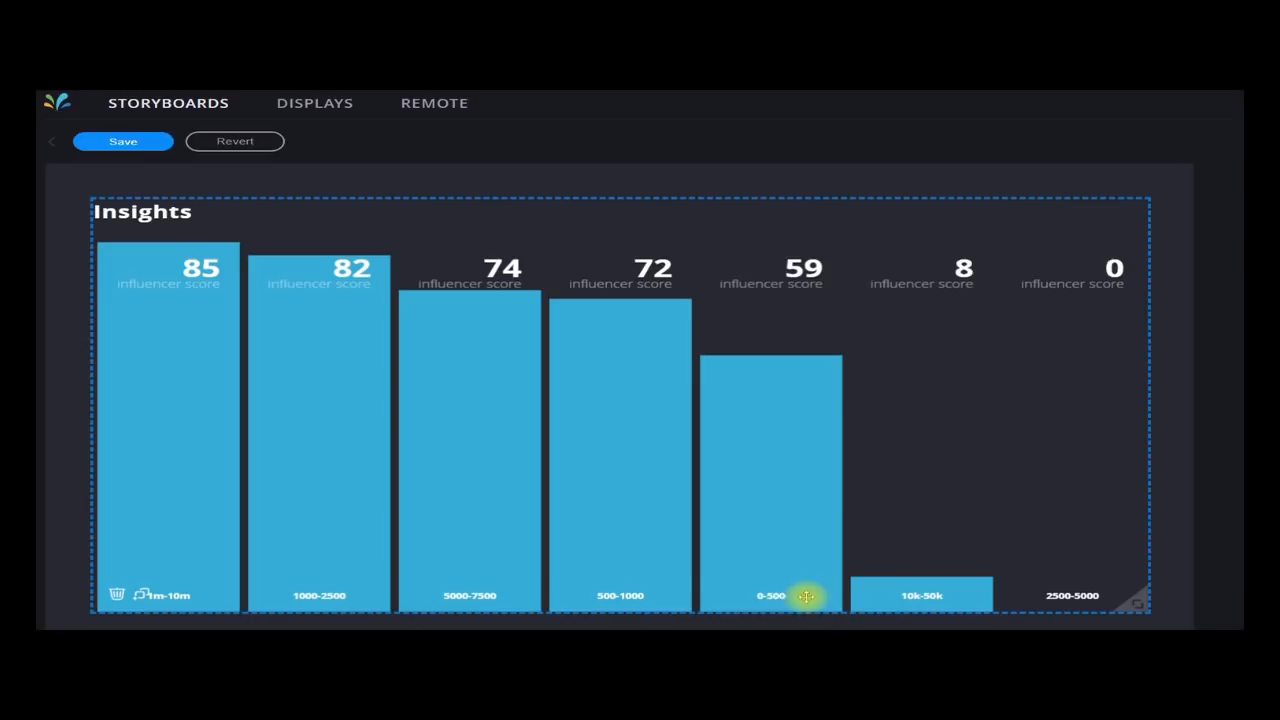 STORYBOARDS DISPLAYS REMOTE
Save Revert
Insights
85 82 74 72 59 8 0
influencer score influencer score influencer score influencer score influencer score influencer score influencer score
1m-10m 1000-2500 5000-7500 500-1000 0-500 10k-50k 2500-5000